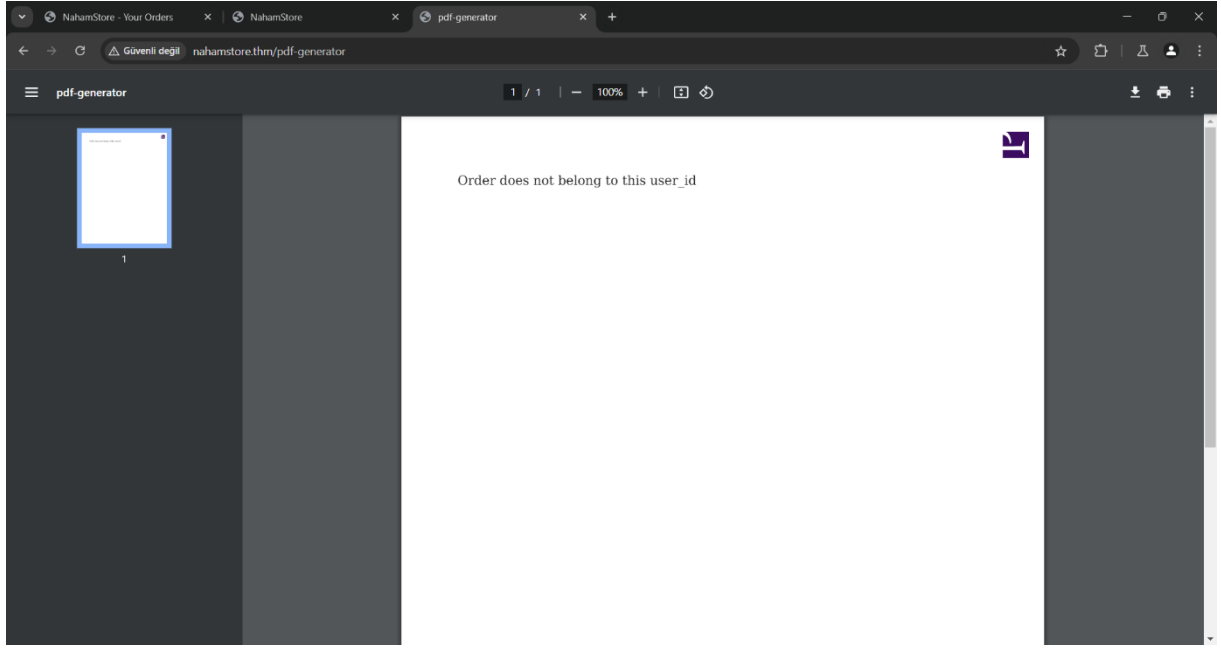 NahamStore - Your Orders
NahamStore
pdf-generator
Güvenli değil
nahamstore.thm/pdf-generator
pdf-generator
1 / 1
100%
Order does not belong to this user_id
1